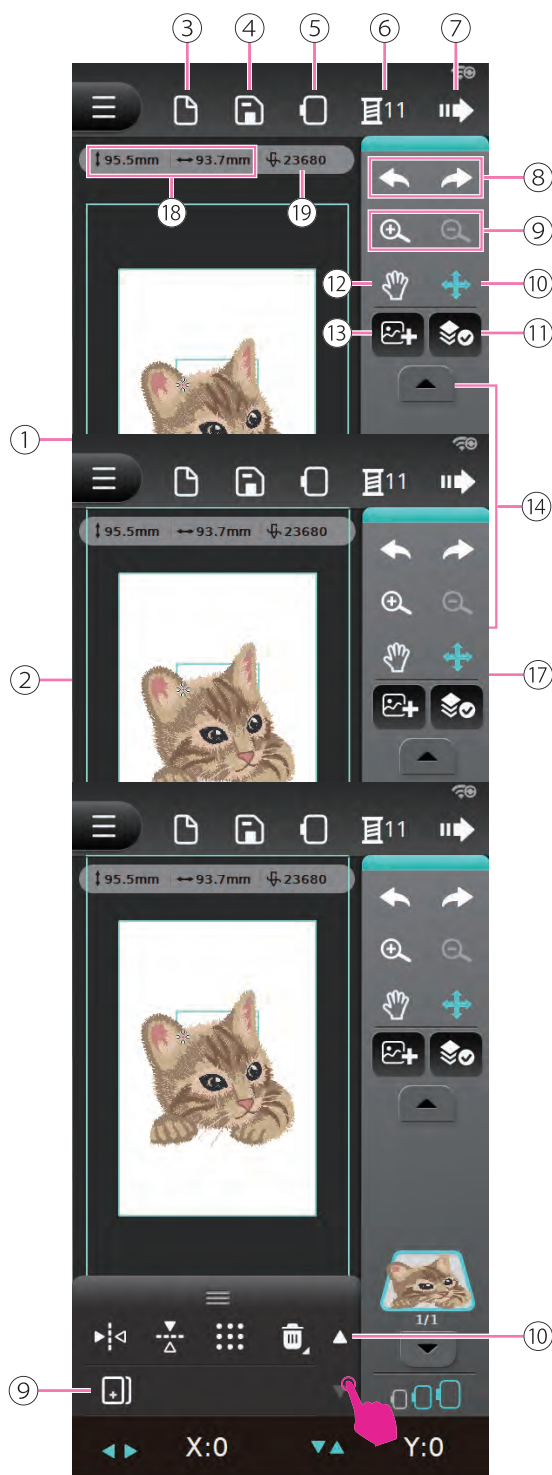 ③ ④ ⑤ ⑥ ⑦
11
95.5mm 93.7mm 23680
⑧
⑱ ⑲
⑨
⑫ ⑩
⑬ ⑪
①
11
⑭
95.5mm 93.7mm 23680
② ⑰
11
95.5mm 93.7mm 23680
1/1
⑩
⑨
X:0 Y:0